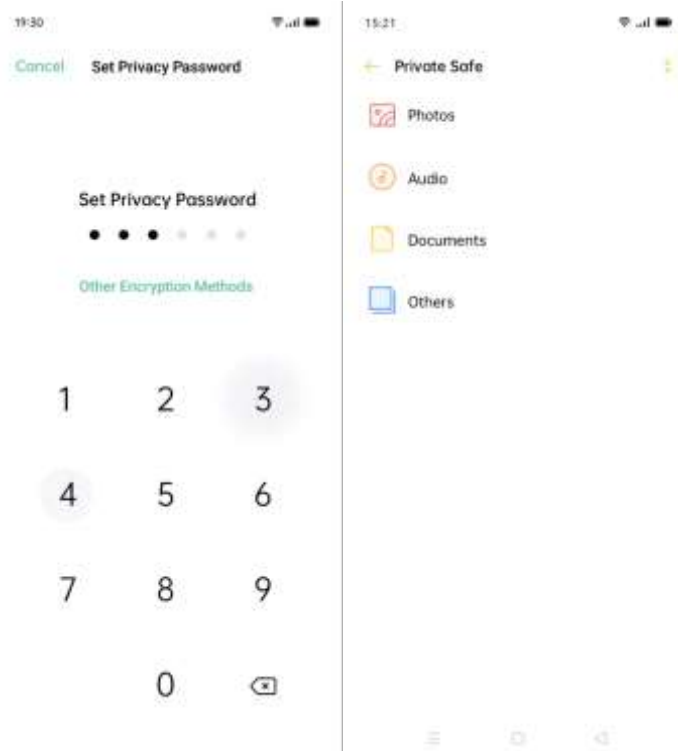 19:30
Cancel Set Privacy Password
Set Privacy Password
Other Encryption Methods
1 2 3
4 5 6
7 8 9
0
15:21
Private Safe
Photos
Audio
Documents
Others